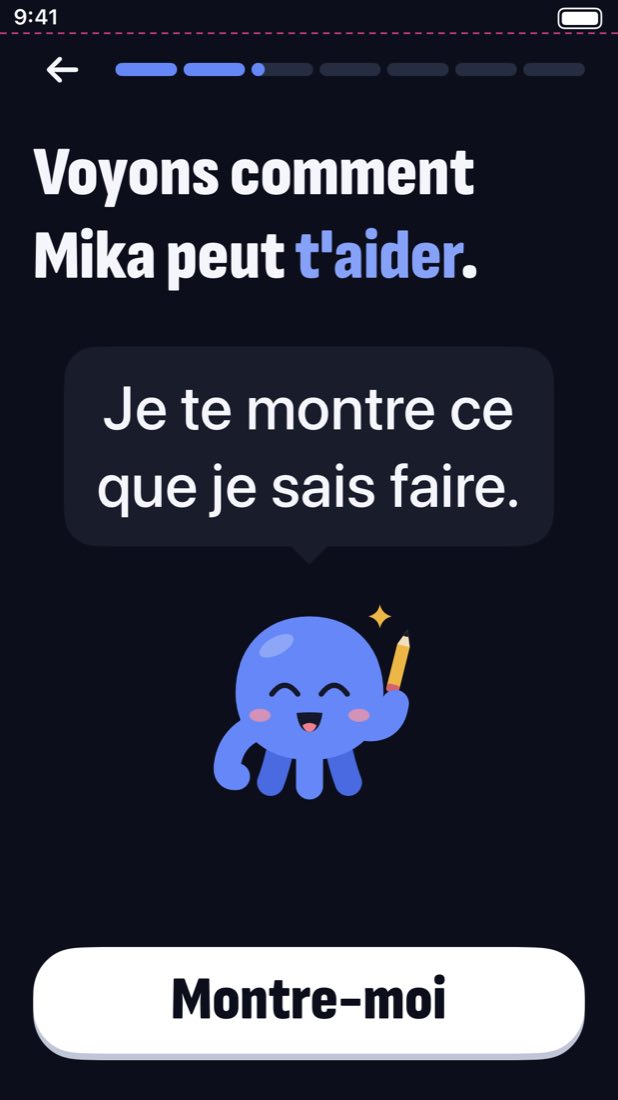 9:41
Voyons comment
Mika peut t'aider.
Je te montre ce
que je sais faire.
Montre-moi